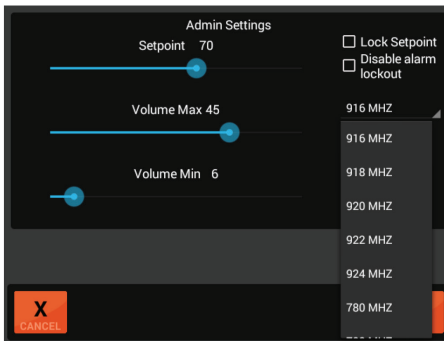 Admin Settings
Setpoint 70
Lock Setpoint
Disable alarm
lockout
Volume Max 45
Volume Min 6
916 MHZ
916 MHZ
918 MHZ
920 MHZ
922 MHZ
924 MHZ
780 MHZ
X
CANCEL